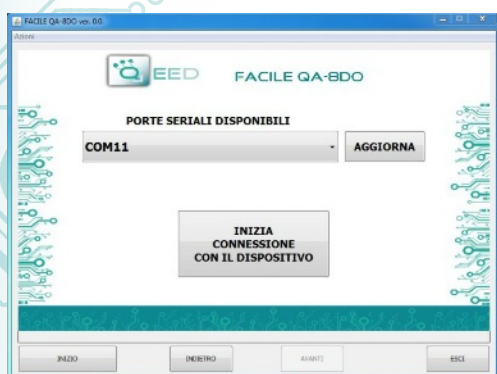 FACILE QA-8DO ver. 0.0
Azioni
QEED FACILE QA-8DO
PORTE SERIALI DISPONIBILI
COM11 AGGIORNA
INIZIA
CONNESSIONE
CON IL DISPOSITIVO
INIZIO INDIETRO AVANTI ESCI